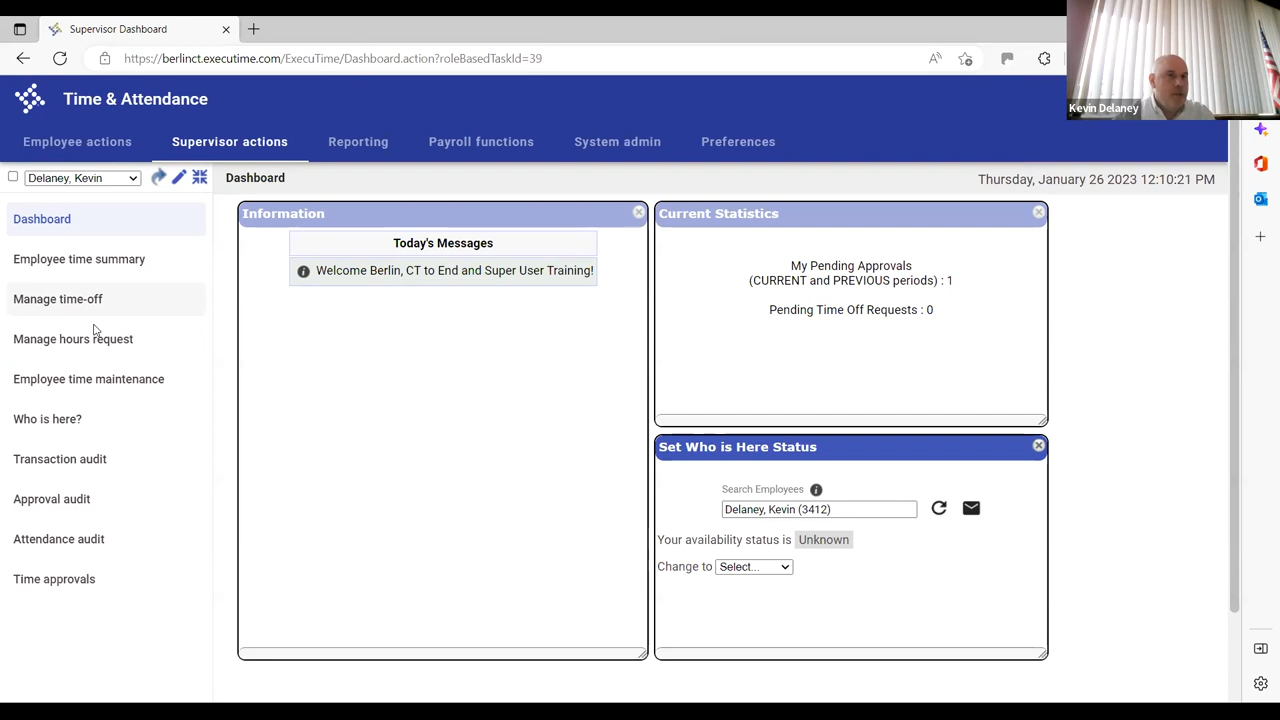 Supervisor Dashboard
https://berlinct.executime.com/ExecuTime/Dashboard.action?roleBasedTaskId=39
Kevin Delaney
Time & Attendance
Employee actions Supervisor actions Reporting Payroll functions System admin Preferences
Delaney, Kevin
Dashboard
Thursday, January 26 2023 12:10:21 PM
Dashboard
Employee time summary
Manage time-off
Manage hours request
Employee time maintenance
Who is here?
Transaction audit
Approval audit
Attendance audit
Time approvals
Information
Today's Messages
Welcome Berlin, CT to End and Super User Training!
Current Statistics
My Pending Approvals
(CURRENT and PREVIOUS periods) : 1
Pending Time Off Requests : 0
Set Who is Here Status
Search Employees
Delaney, Kevin (3412)
Your availability status is Unknown
Change to Select...